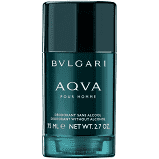 BVLGARI
AQVA
POUR HOMME
DEODORANT SANS ALCOOL
DEODORANT WITHOUT ALCOHOL
75 ML ℮ NET WT. 2.7 OZ.